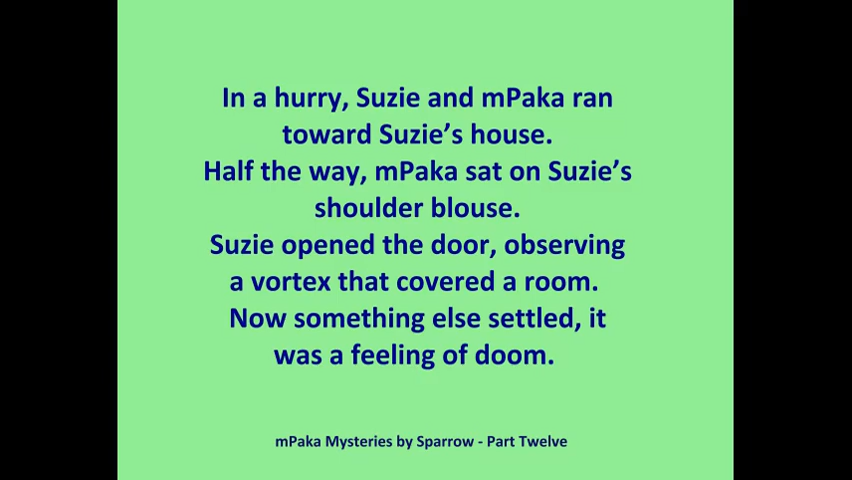 In a hurry, Suzie and mPaka ran
toward Suzie’s house.
Half the way, mPaka sat on Suzie’s
shoulder blouse.
Suzie opened the door, observing
a vortex that covered a room.
Now something else settled, it
was a feeling of doom.
mPaka Mysteries by Sparrow - Part Twelve